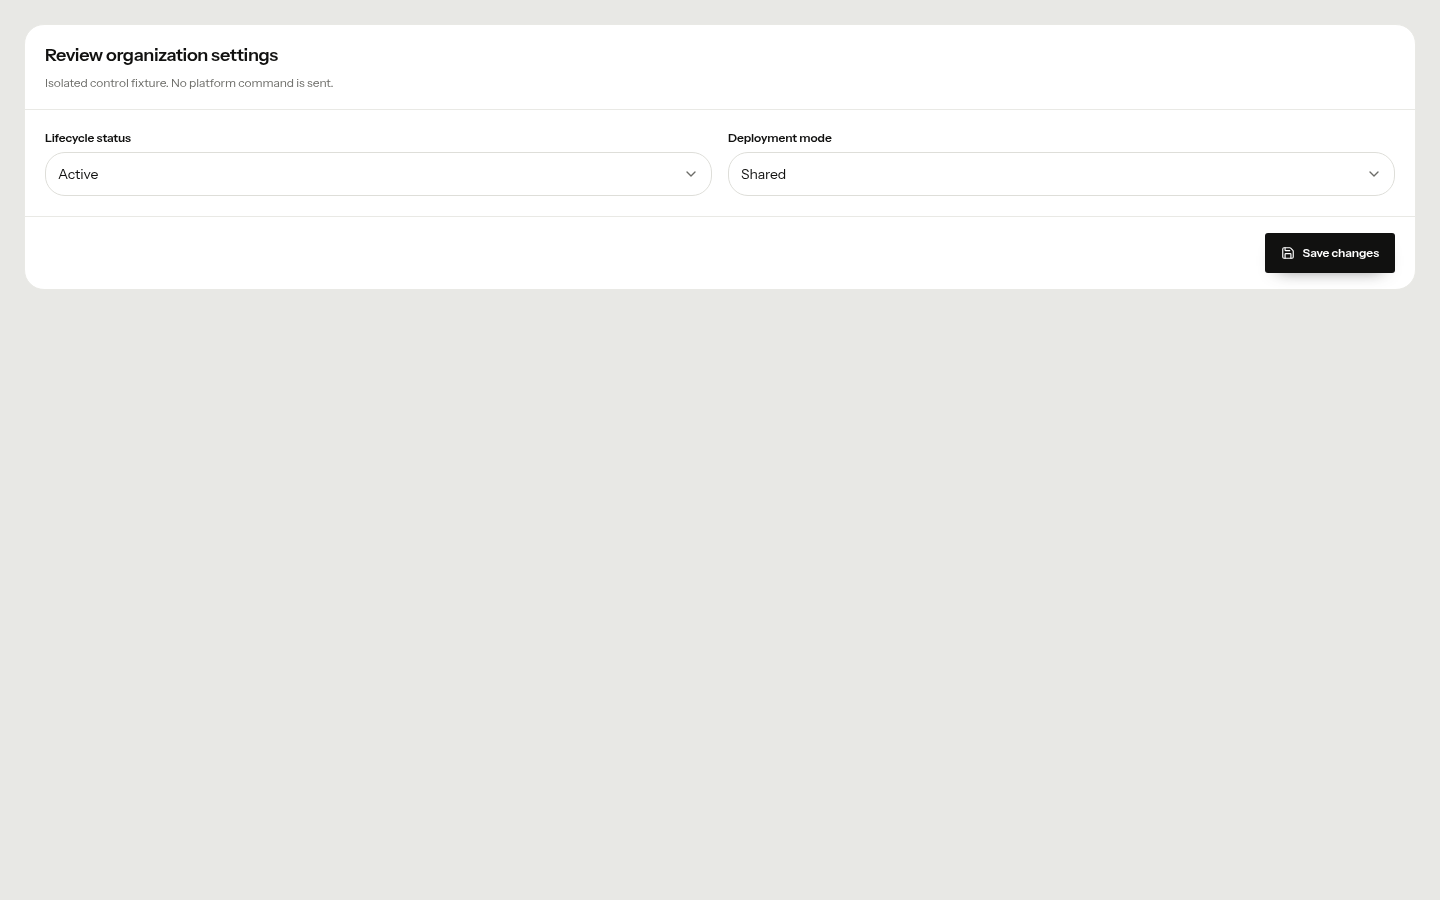 Review organization settings
Isolated control fixture. No platform command is sent.
Lifecycle status
Deployment mode
Active
Shared
Save changes